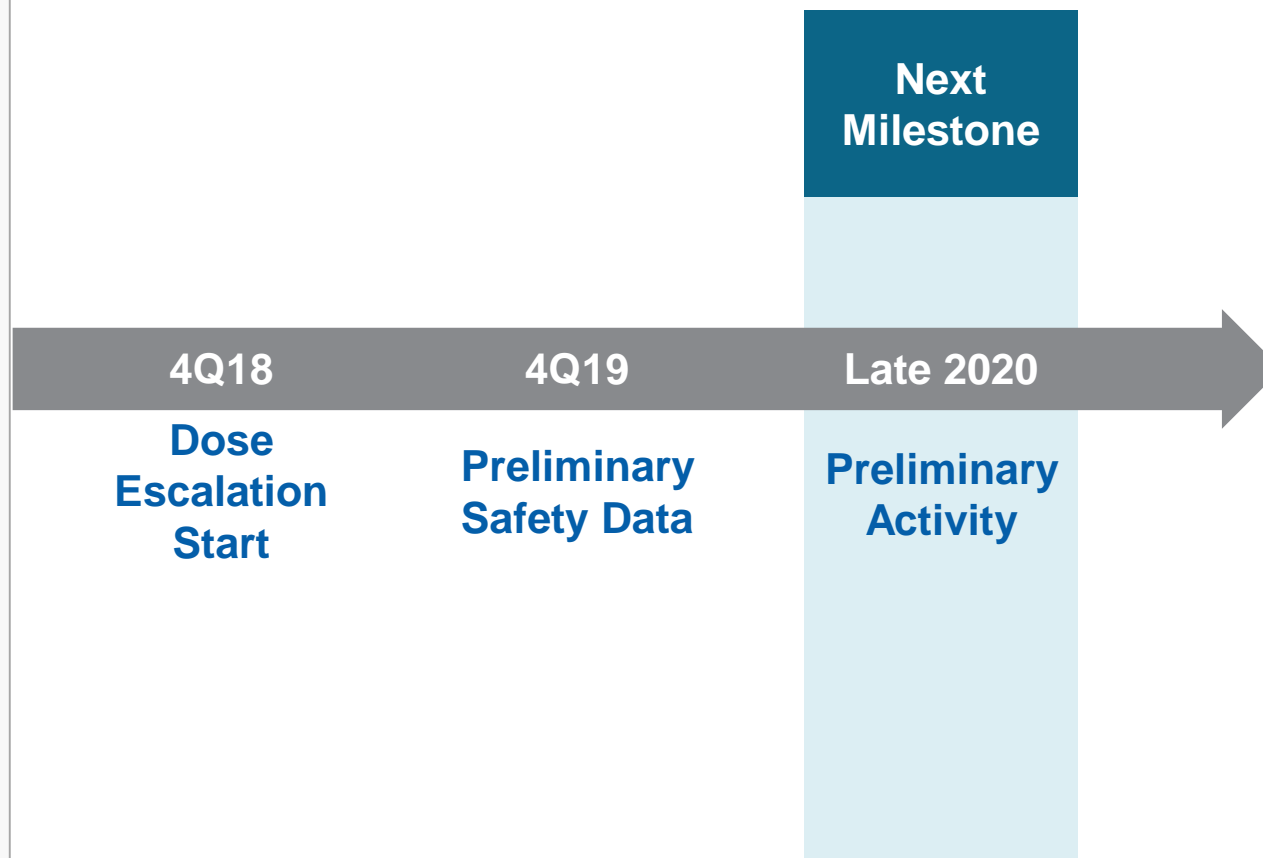 Next
Milestone
4Q18
4Q19
Late 2020
Dose
Escalation
Start
Preliminary
Safety Data
Preliminary
Activity